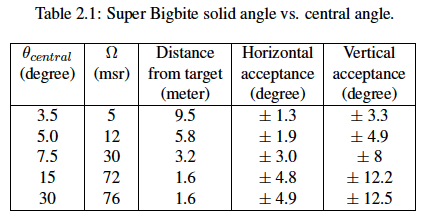 Table 2.1: Super Bigbite solid angle vs. central angle.
θcentral Ω Distance Horizontal Vertical
(degree) (msr) from target acceptance acceptance
(meter) (degree) (degree)
3.5 5 9.5 ± 1.3 ± 3.3
5.0 12 5.8 ± 1.9 ± 4.9
7.5 30 3.2 ± 3.0 ± 8
15 72 1.6 ± 4.8 ± 12.2
30 76 1.6 ± 4.9 ± 12.5